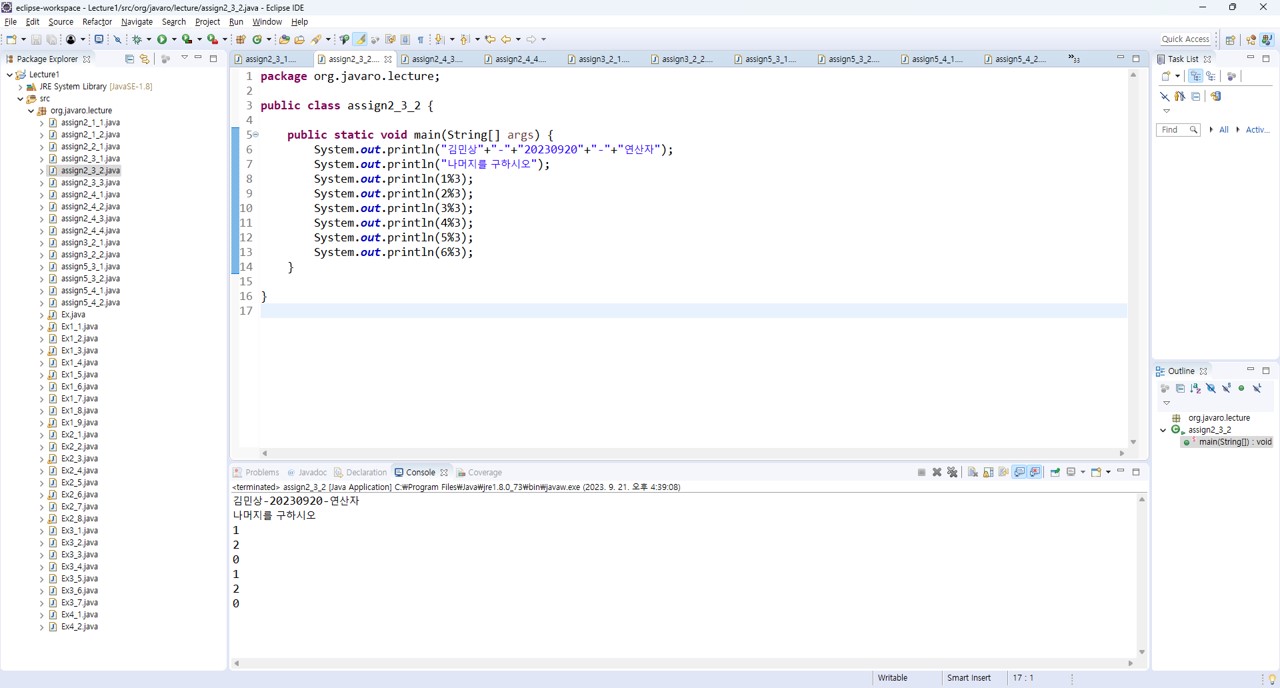 eclipse-workspace - Lecture1/src/org/javaro/lecture/assign2_3_2.java - Eclipse IDE
File Edit Source Refactor Navigate Search Project Run Window Help
Quick Access
Package Explorer
Lecture1
JRE System Library [JavaSE-1.8]
src
org.javaro.lecture
assign2_1_1.java
assign2_1_2.java
assign2_2_1.java
assign2_3_1.java
assign2_3_2.java
assign2_3_3.java
assign2_4_1.java
assign2_4_2.java
assign2_4_3.java
assign2_4_4.java
assign3_2_1.java
assign3_2_2.java
assign5_3_1.java
assign5_3_2.java
assign5_4_1.java
assign5_4_2.java
Ex.java
Ex1_1.java
Ex1_2.java
Ex1_3.java
Ex1_4.java
Ex1_5.java
Ex1_6.java
Ex1_7.java
Ex1_8.java
Ex1_9.java
Ex2_1.java
Ex2_2.java
Ex2_3.java
Ex2_4.java
Ex2_5.java
Ex2_6.java
Ex2_7.java
Ex2_8.java
Ex3_1.java
Ex3_2.java
Ex3_3.java
Ex3_4.java
Ex3_5.java
Ex3_6.java
Ex3_7.java
Ex4_1.java
Ex4_2.java
assign2_3_1.... assign2_3_2.... assign2_4_3.... assign2_4_4.... assign3_2_1.... assign3_2_2.... assign5_3_1.... assign5_3_2.... assign5_4_1.... assign5_4_2.... »33
1 package org.javaro.lecture;
2
3 public class assign2_3_2 {
4
5 public static void main(String[] args) {
6 System.out.println("김민상"+"-"+"20230920"+"-"+"연산자");
7 System.out.println("나머지를 구하시오");
8 System.out.println(1%3);
9 System.out.println(2%3);
10 System.out.println(3%3);
11 System.out.println(4%3);
12 System.out.println(5%3);
13 System.out.println(6%3);
14 }
15
16 }
17
Problems Javadoc Declaration Console Coverage
<terminated> assign2_3_2 [Java Application] C:₩Program Files₩Java₩jre1.8.0_73₩bin₩javaw.exe (2023. 9. 21. 오후 4:39:08)
김민상-20230920-연산자
나머지를 구하시오
1
2
0
1
2
0
Task List
Find All Activ...
Outline
org.javaro.lecture
assign2_3_2
main(String[]) : void
Writable Smart Insert 17 : 1